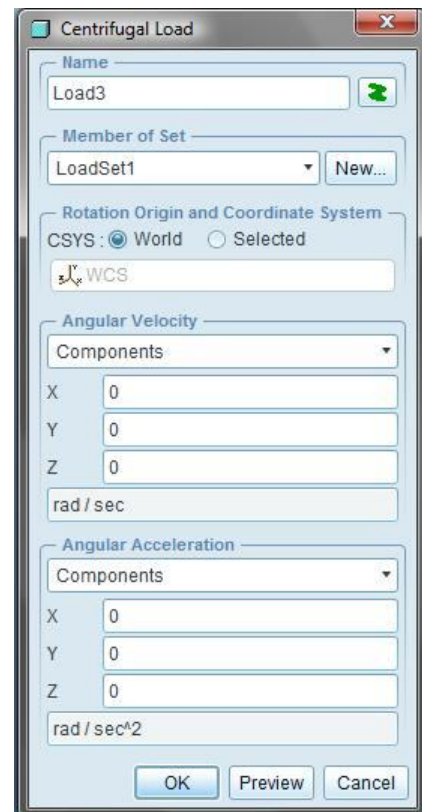 Centrifugal Load
Name
Load3
Member of Set
LoadSet1 New...
Rotation Origin and Coordinate System
CSYS : World Selected
WCS
Angular Velocity
Components
X 0
Y 0
Z 0
rad / sec
Angular Acceleration
Components
X 0
Y 0
Z 0
rad / sec^2
OK Preview Cancel